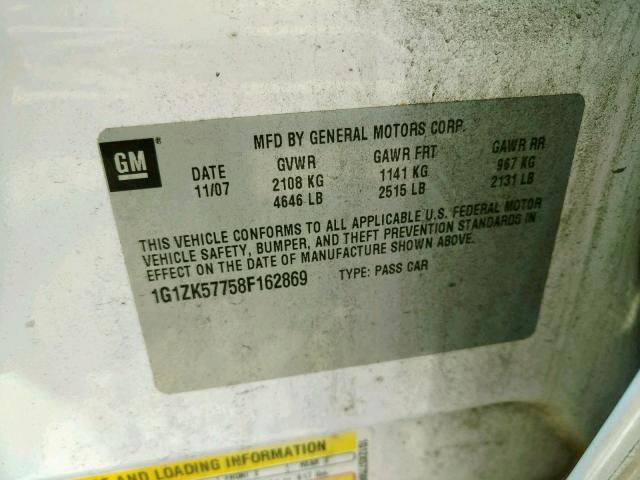 MFD BY GENERAL MOTORS CORP.
GM ®
DATE GVWR GAWR FRT GAWR RR
11/07 2108 KG 1141 KG 967 KG
4646 LB 2515 LB 2131 LB
THIS VEHICLE CONFORMS TO ALL APPLICABLE U.S. FEDERAL MOTOR
VEHICLE SAFETY, BUMPER, AND THEFT PREVENTION STANDARDS IN
EFFECT ON THE DATE OF MANUFACTURE SHOWN ABOVE.
1G1ZK57758F162869 TYPE: PASS CAR
AND LOADING INFORMATION